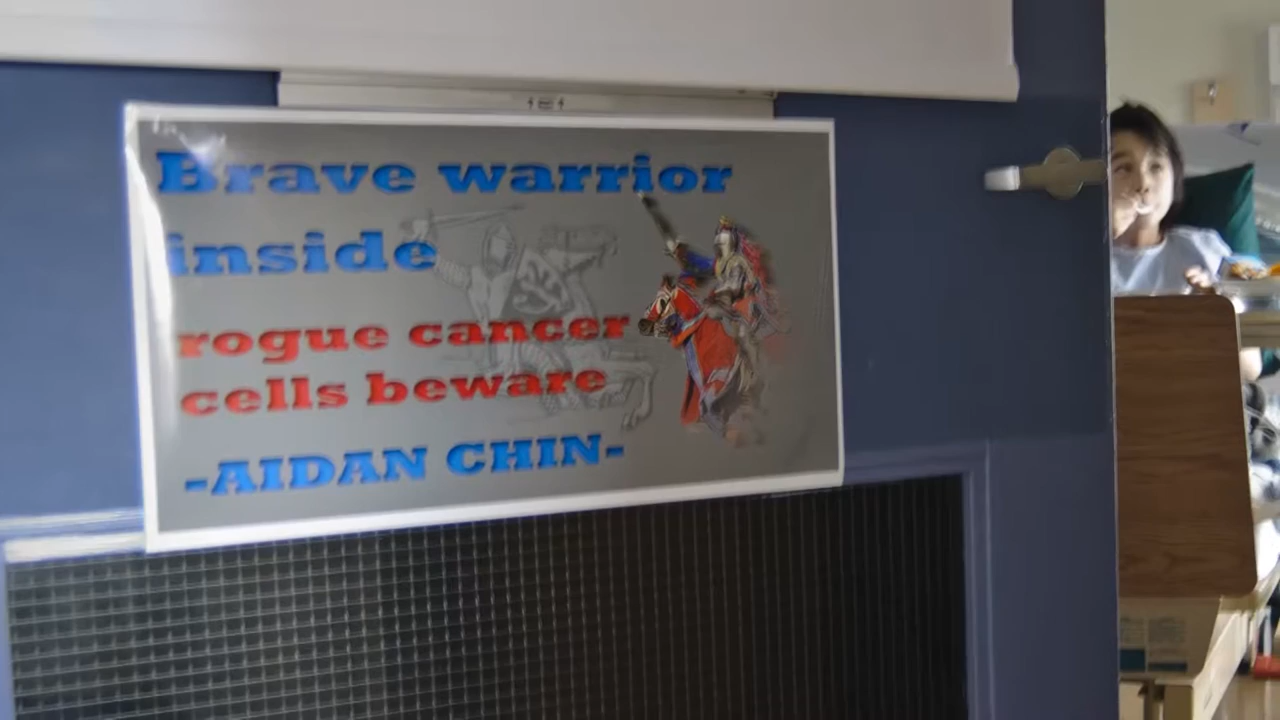 Brave warrior
inside
rogue cancer
cells beware
-AIDAN CHIN-